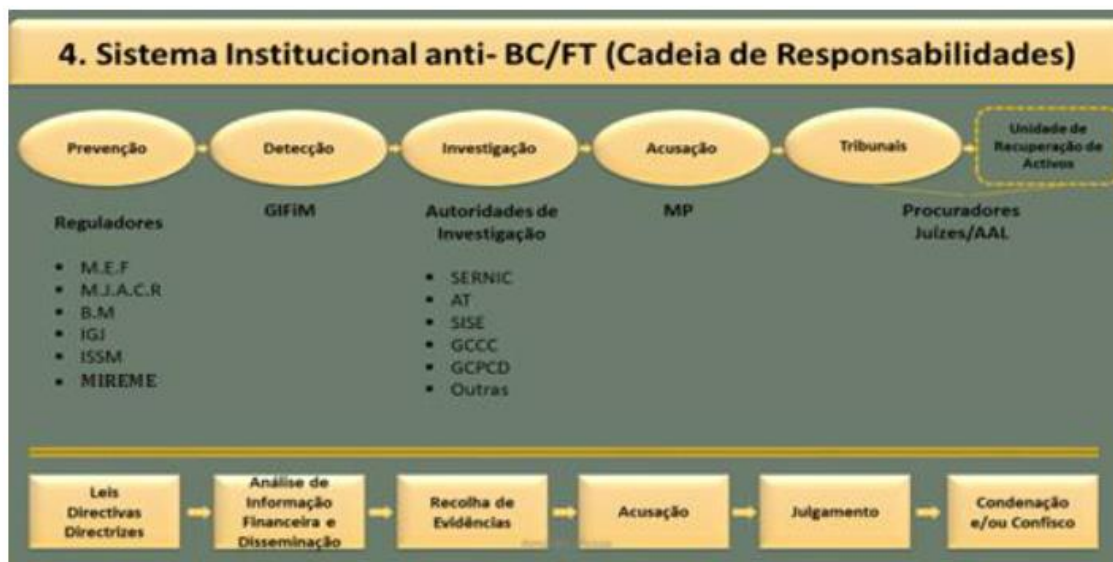 4. Sistema Institucional anti- BC/FT (Cadeia de Responsabilidades)
Prevenção
Detecção
Investigação
Acusação
Tribunais
Unidade de
Recuperação de
Activos
Reguladores
M.E.F
M.J.A.C.R
B.M
IGJ
ISSM
MIREME
GIFiM
Autoridades de
Investigação
SERNIC
AT
SISE
GCCC
GCPCD
Outras
MP
Procuradores
Juízes/AAL
Leis
Directivas
Directrizes
Análise de
Informação
Financeira e
Disseminação
Recolha de
Evidências
Acusação
Julgamento
Condenação
e/ou Confisco